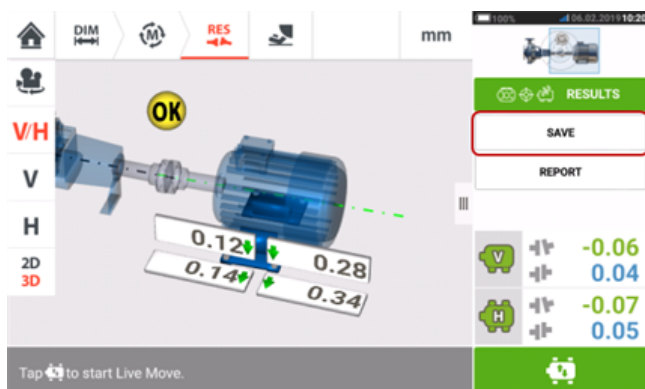 DIM
M
RES
mm
100%
06.02.2019 10:20
RESULTS
SAVE
REPORT
V/H
V
H
2D
3D
OK
0.12
0.28
0.14
0.34
V
-0.06
0.04
H
-0.07
0.05
Tap to start Live Move.